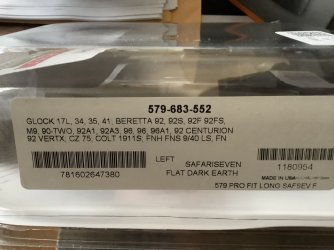 579-683-552
GLOCK 17L, 34, 35, 41, BERETTA 92, 92S, 92F 92FS,
M9, 90-TWO, 92A1, 92A3, 96, 96, 96A1, 92 CENTURION
92 VERTX, CZ 75, COLT 1911S, FNH FNS 9/40 LS, FN
LEFT SAFARISEVEN
781602647380 FLAT DARK EARTH 1180954
MADE IN USA
579 PRO FIT LONG SAFSEV F